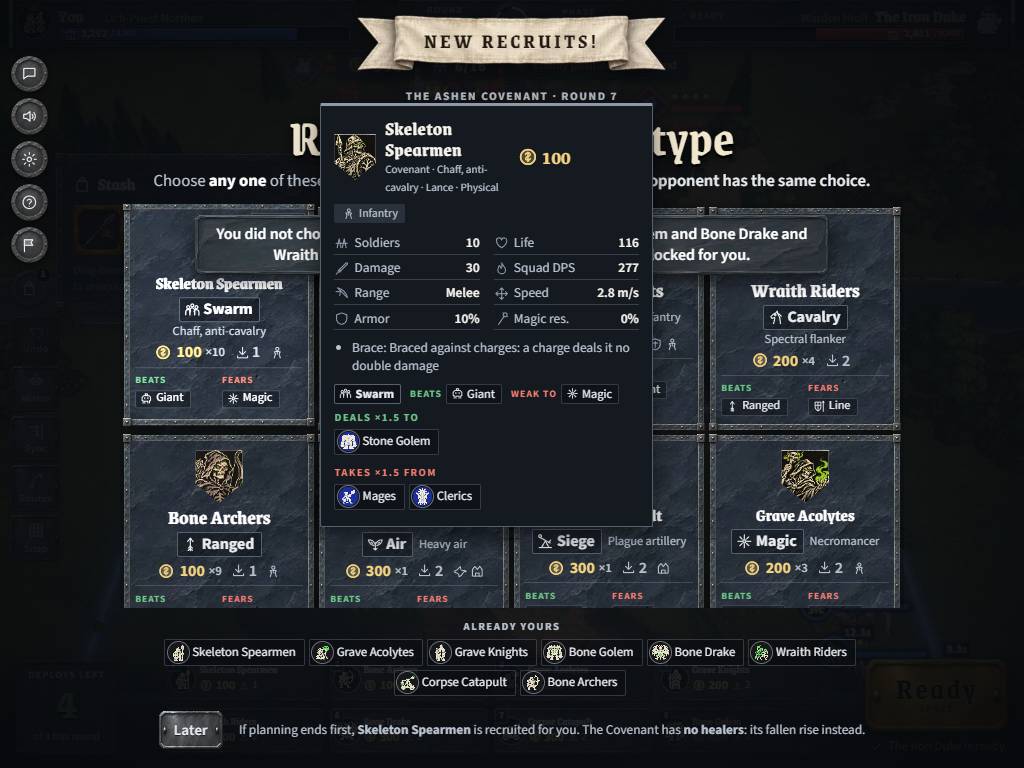 NEW RECRUITS!
THE ASHEN COVENANT · ROUND 7
type
Choose any one of these
opponent has the same choice.
Skeleton Spearmen
100
Covenant · Chaff, anti-cavalry · Lance · Physical
Infantry
Soldiers 10
Life 116
Damage 30
Squad DPS 277
Range Melee
Speed 2.8 m/s
Armor 10%
Magic res. 0%
Brace: Braced against charges: a charge deals it no
double damage
Swarm BEATS Giant WEAK TO Magic
DEALS ×1.5 TO
Stone Golem
TAKES ×1.5 FROM
Mages Clerics
You did not
Wraith
and Bone Drake and
for you.
Skeleton Spearmen
Swarm
Chaff, anti-cavalry
100 ×10 1
BEATS FEARS
Giant Magic
Wraith Riders
Cavalry
Spectral flanker
200 ×4 2
BEATS FEARS
Ranged Line
Bone Archers
Ranged
100 ×9 1
BEATS FEARS
Air Heavy air
300 ×1 2
BEATS FEARS
Siege Plague artillery
300 ×1 2
BEATS FEARS
Grave Acolytes
Magic Necromancer
200 ×3 2
BEATS FEARS
ALREADY YOURS
Skeleton Spearmen Grave Acolytes Grave Knights Bone Golem Bone Drake Wraith Riders
Corpse Catapult Bone Archers
Later
If planning ends first, Skeleton Spearmen is recruited for you. The Covenant has no healers: its fallen rise instead.
Stash
DEPLOYS LEFT
4
Ready
The Iron Duke